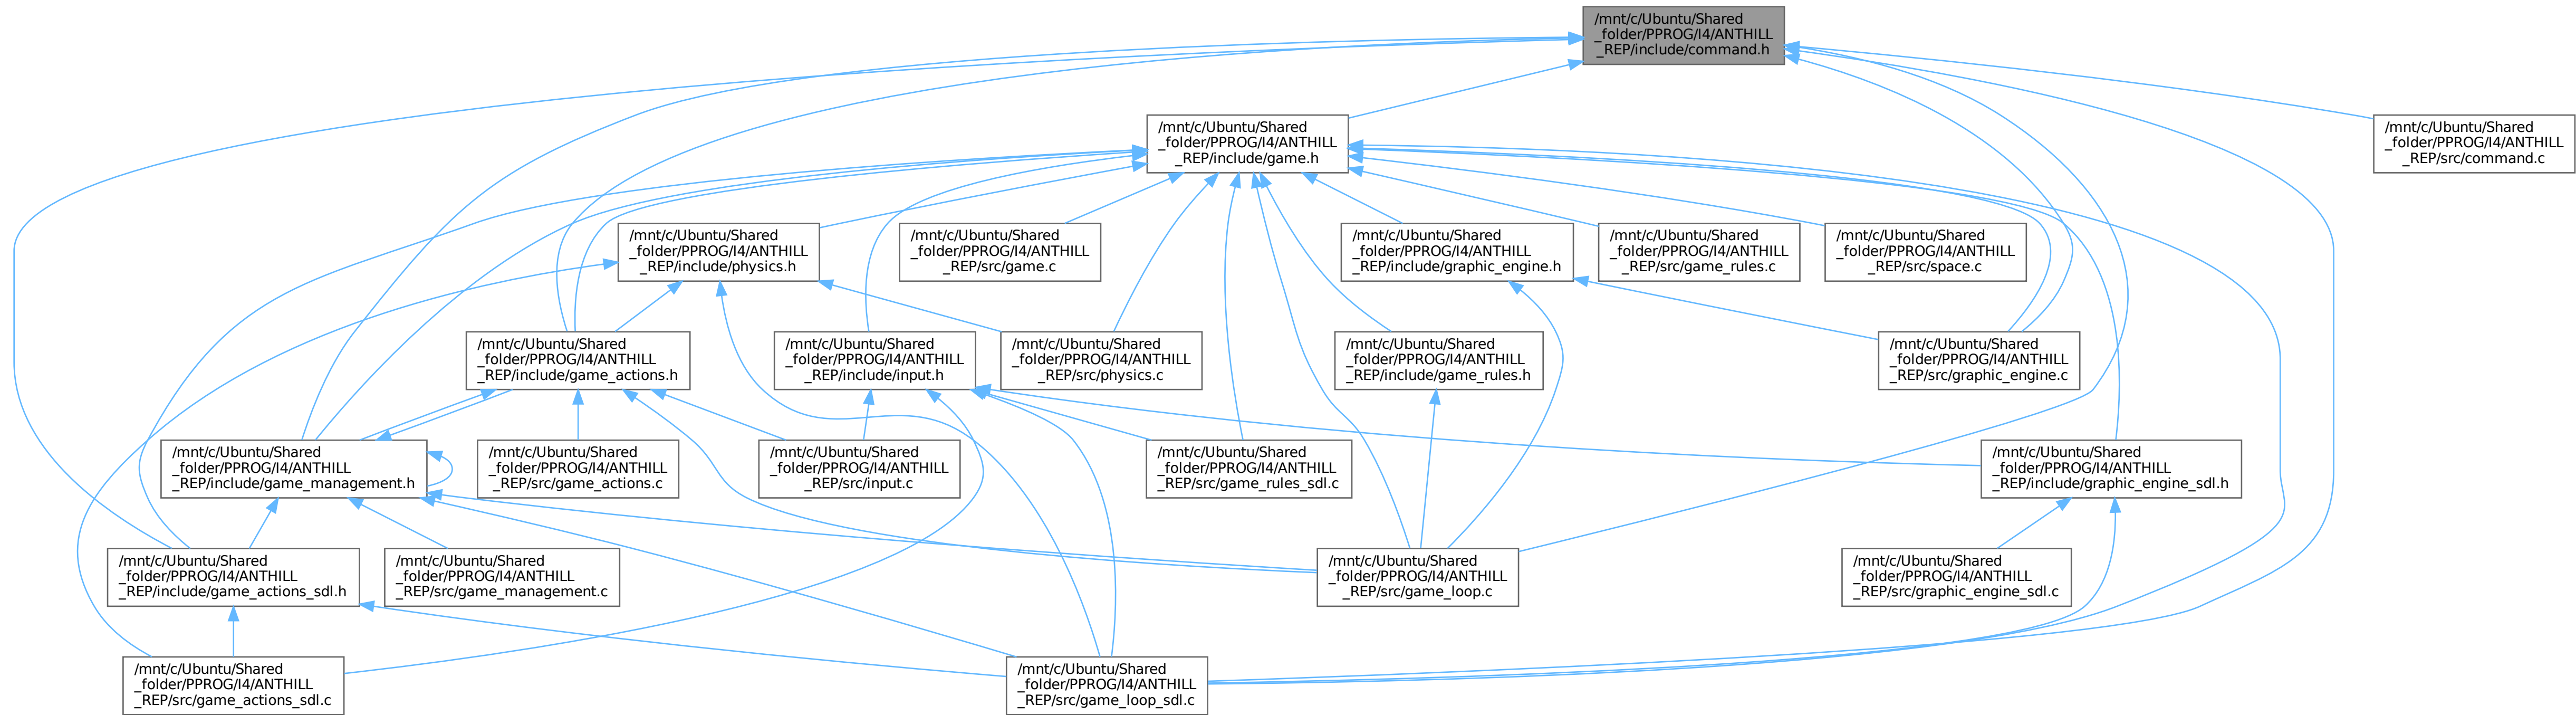 /mnt/c/Ubuntu/Shared
_folder/PPROG/I4/ANTHILL
_REP/include/command.h
/mnt/c/Ubuntu/Shared
_folder/PPROG/I4/ANTHILL
_REP/include/game.h
/mnt/c/Ubuntu/Shared
_folder/PPROG/I4/ANTHILL
_REP/src/command.c
/mnt/c/Ubuntu/Shared
_folder/PPROG/I4/ANTHILL
_REP/include/physics.h
/mnt/c/Ubuntu/Shared
_folder/PPROG/I4/ANTHILL
_REP/src/game.c
/mnt/c/Ubuntu/Shared
_folder/PPROG/I4/ANTHILL
_REP/include/graphic_engine.h
/mnt/c/Ubuntu/Shared
_folder/PPROG/I4/ANTHILL
_REP/src/game_rules.c
/mnt/c/Ubuntu/Shared
_folder/PPROG/I4/ANTHILL
_REP/src/space.c
/mnt/c/Ubuntu/Shared
_folder/PPROG/I4/ANTHILL
_REP/include/game_actions.h
/mnt/c/Ubuntu/Shared
_folder/PPROG/I4/ANTHILL
_REP/include/input.h
/mnt/c/Ubuntu/Shared
_folder/PPROG/I4/ANTHILL
_REP/src/physics.c
/mnt/c/Ubuntu/Shared
_folder/PPROG/I4/ANTHILL
_REP/include/game_rules.h
/mnt/c/Ubuntu/Shared
_folder/PPROG/I4/ANTHILL
_REP/src/graphic_engine.c
/mnt/c/Ubuntu/Shared
_folder/PPROG/I4/ANTHILL
_REP/include/game_management.h
/mnt/c/Ubuntu/Shared
_folder/PPROG/I4/ANTHILL
_REP/src/game_actions.c
/mnt/c/Ubuntu/Shared
_folder/PPROG/I4/ANTHILL
_REP/src/input.c
/mnt/c/Ubuntu/Shared
_folder/PPROG/I4/ANTHILL
_REP/src/game_rules_sdl.c
/mnt/c/Ubuntu/Shared
_folder/PPROG/I4/ANTHILL
_REP/include/graphic_engine_sdl.h
/mnt/c/Ubuntu/Shared
_folder/PPROG/I4/ANTHILL
_REP/include/game_actions_sdl.h
/mnt/c/Ubuntu/Shared
_folder/PPROG/I4/ANTHILL
_REP/src/game_management.c
/mnt/c/Ubuntu/Shared
_folder/PPROG/I4/ANTHILL
_REP/src/game_loop.c
/mnt/c/Ubuntu/Shared
_folder/PPROG/I4/ANTHILL
_REP/src/graphic_engine_sdl.c
/mnt/c/Ubuntu/Shared
_folder/PPROG/I4/ANTHILL
_REP/src/game_actions_sdl.c
/mnt/c/Ubuntu/Shared
_folder/PPROG/I4/ANTHILL
_REP/src/game_loop_sdl.c